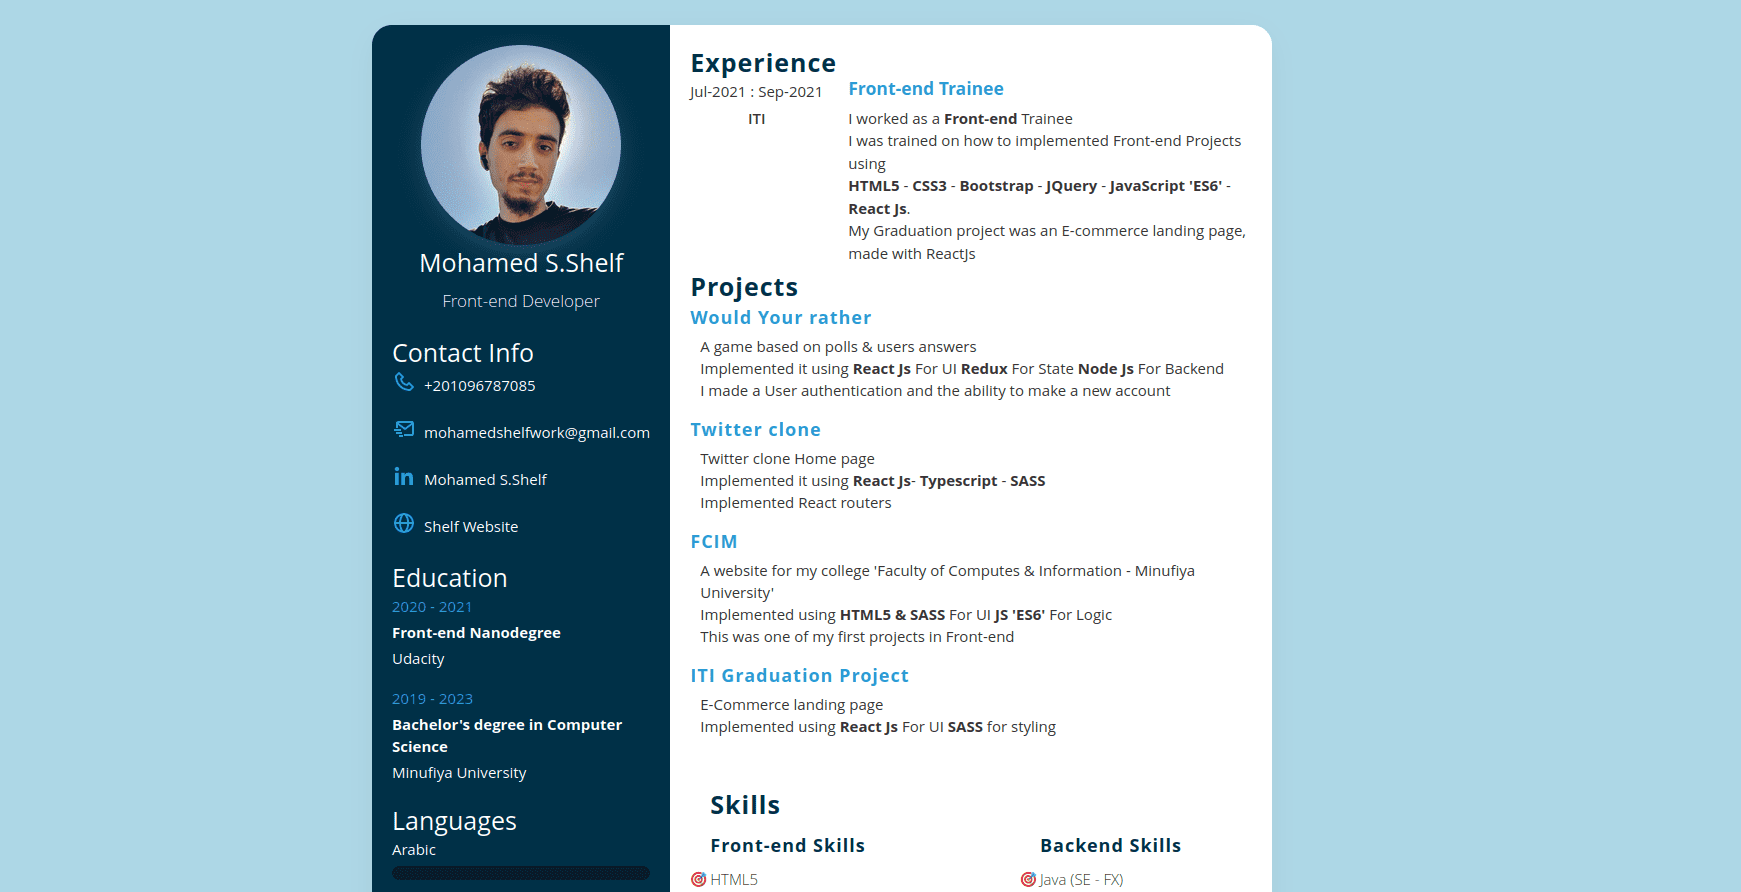 Mohamed S.Shelf
Front-end Developer
Contact Info
+201096787085
mohamedshelfwork@gmail.com
Mohamed S.Shelf
Shelf Website
Education
2020 - 2021
Front-end Nanodegree
Udacity
2019 - 2023
Bachelor's degree in Computer
Science
Minufiya University
Languages
Arabic
Experience
Jul-2021 : Sep-2021
ITI
Front-end Trainee
I worked as a Front-end Trainee
I was trained on how to implemented Front-end Projects
using
HTML5 - CSS3 - Bootstrap - JQuery - JavaScript 'ES6' -
React Js.
My Graduation project was an E-commerce landing page,
made with ReactJs
Projects
Would Your rather
A game based on polls & users answers
Implemented it using React Js For UI Redux For State Node Js For Backend
I made a User authentication and the ability to make a new account
Twitter clone
Twitter clone Home page
Implemented it using React Js- Typescript - SASS
Implemented React routers
FCIM
A website for my college 'Faculty of Computes & Information - Minufiya
University'
Implemented using HTML5 & SASS For UI JS 'ES6' For Logic
This was one of my first projects in Front-end
ITI Graduation Project
E-Commerce landing page
Implemented using React Js For UI SASS for styling
Skills
Front-end Skills
HTML5
Backend Skills
Java (SE - FX)